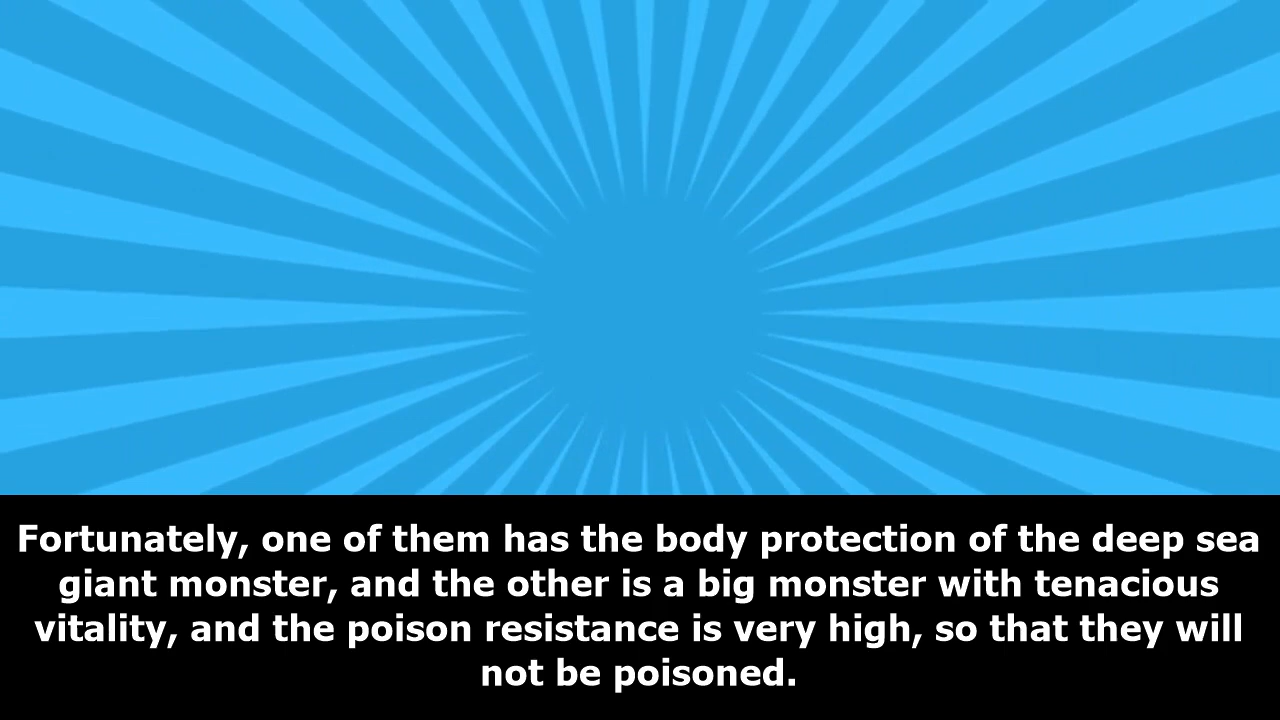 Fortunately, one of them has the body protection of the deep sea
giant monster, and the other is a big monster with tenacious
vitality, and the poison resistance is very high, so that they will
not be poisoned.